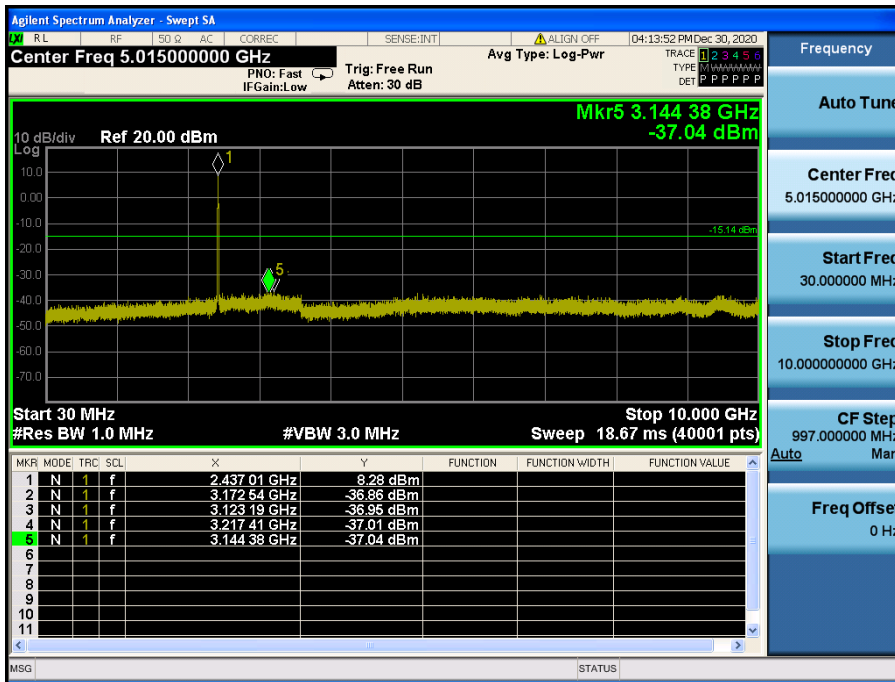 Agilent Spectrum Analyzer - Swept SA
LXI RL RF 50 Ω AC CORREC SENSE:INT ALIGN OFF 04:13:52 PM Dec 30, 2020
Center Freq 5.015000000 GHz
PNO: Fast
IFGain:Low
Trig: Free Run
Atten: 30 dB
Avg Type: Log-Pwr
TRACE 1 2 3 4 5 6
TYPE M WWWWW
DET P P P P P P
Mkr5 3.144 38 GHz
-37.04 dBm
10 dB/div Ref 20.00 dBm
Log
1
10.0
0.00
-10.0
-15.14 dBm
-20.0
-30.0
5
-40.0
-50.0
-60.0
-70.0
Start 30 MHz Stop 10.000 GHz
#Res BW 1.0 MHz #VBW 3.0 MHz Sweep 18.67 ms (40001 pts)
MKR MODE TRC SCL X Y FUNCTION FUNCTION WIDTH FUNCTION VALUE
1 N 1 f 2.437 01 GHz 8.28 dBm
2 N 1 f 3.172 54 GHz -36.86 dBm
3 N 1 f 3.123 19 GHz -36.95 dBm
4 N 1 f 3.217 41 GHz -37.01 dBm
5 N 1 f 3.144 38 GHz -37.04 dBm
6
7
8
9
10
11
MSG STATUS
Frequency
Auto Tune
Center Freq
5.015000000 GHz
Start Freq
30.000000 MHz
Stop Freq
10.000000000 GHz
CF Step
997.000000 MHz
Auto Man
Freq Offset
0 Hz